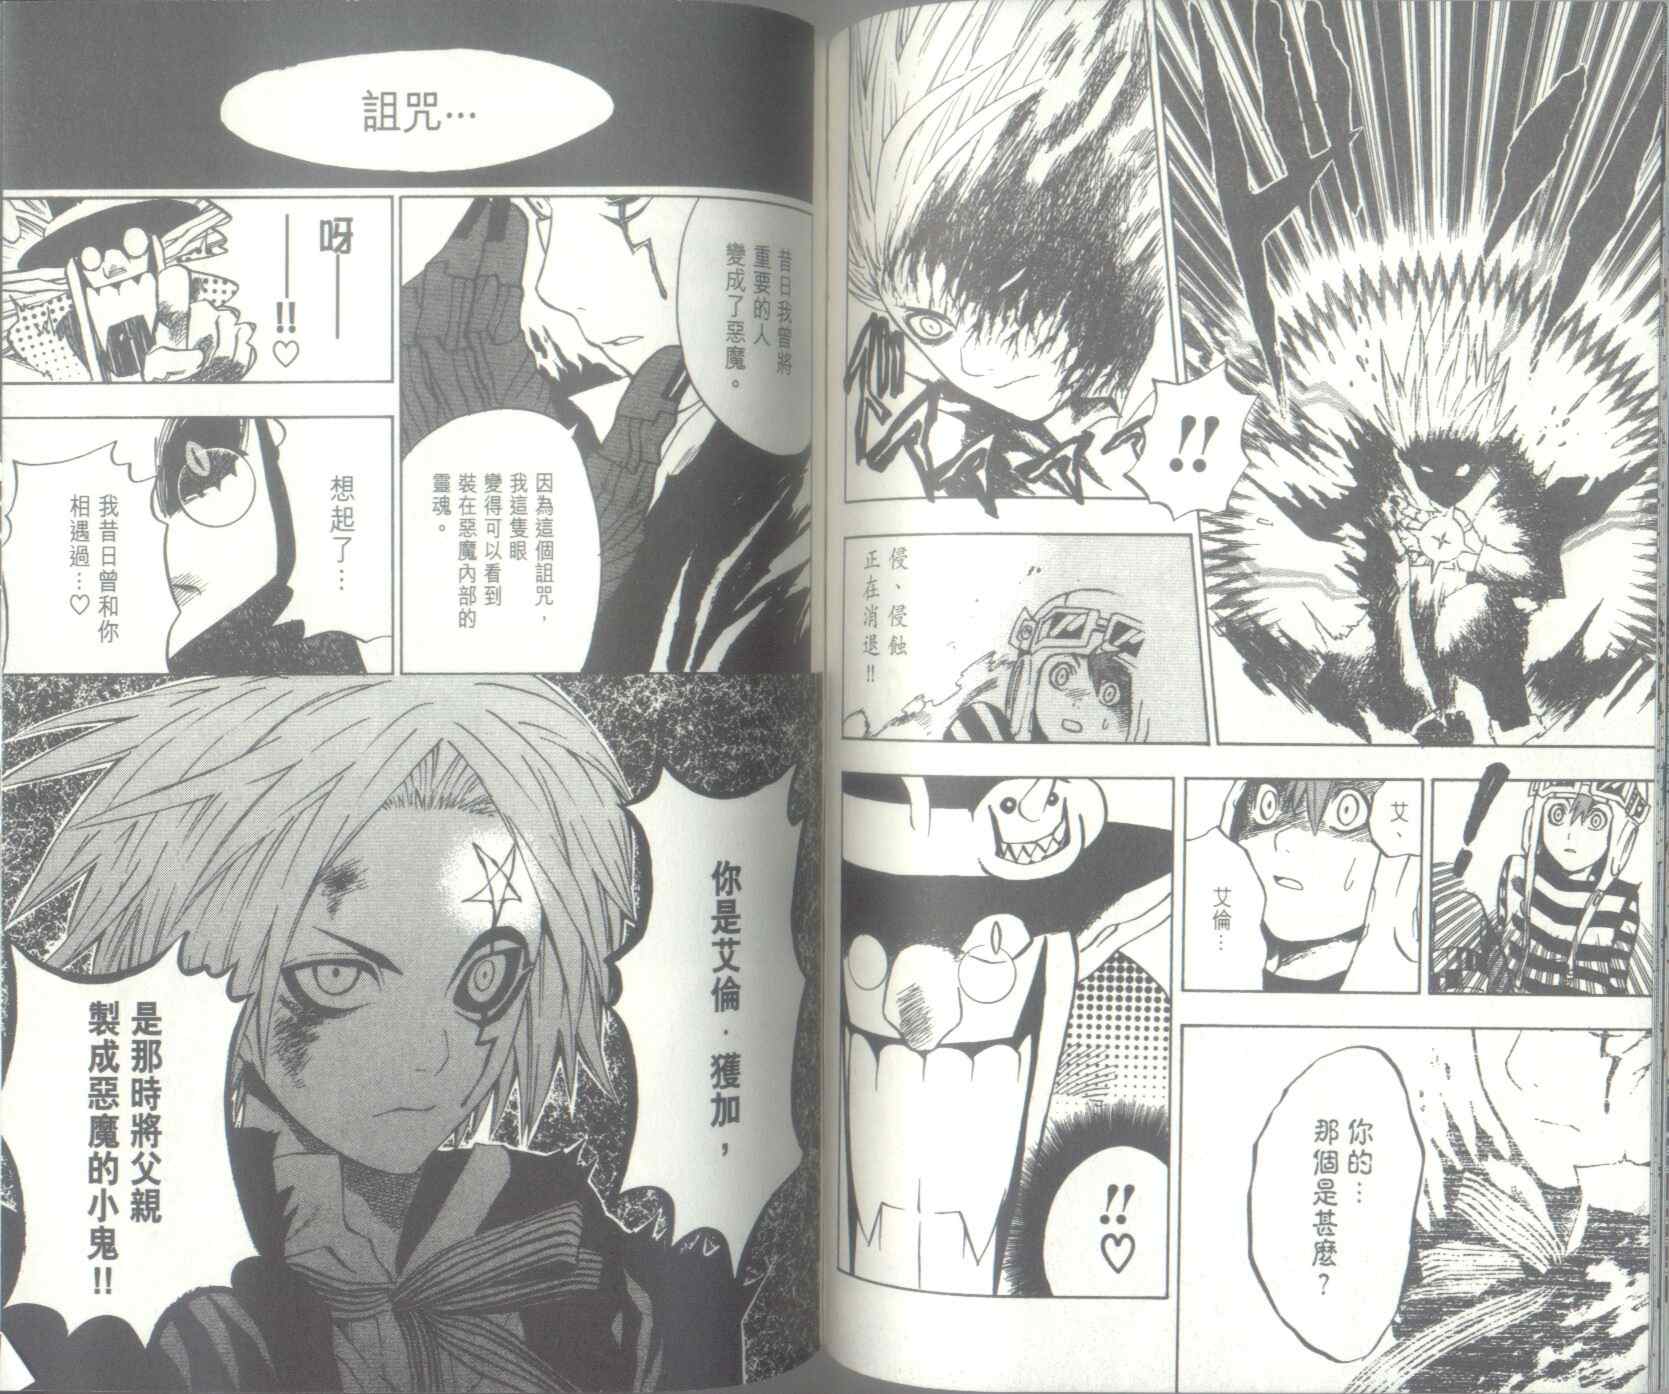 !!
侵、侵蝕
正在消退!!
!
艾、
艾倫…
你的…
那個是甚麼?
!!♡
詛咒…
昔日我曾將
重要的人
變成了惡魔。
因為這個詛咒，
我這隻眼
變得可以看到
裝在惡魔內部的
靈魂。
呀——
——!!♡
想起了…
我昔日曾和你
相遇過…♡
你是艾倫．獲加，
是那時將父親
製成惡魔的小鬼!!